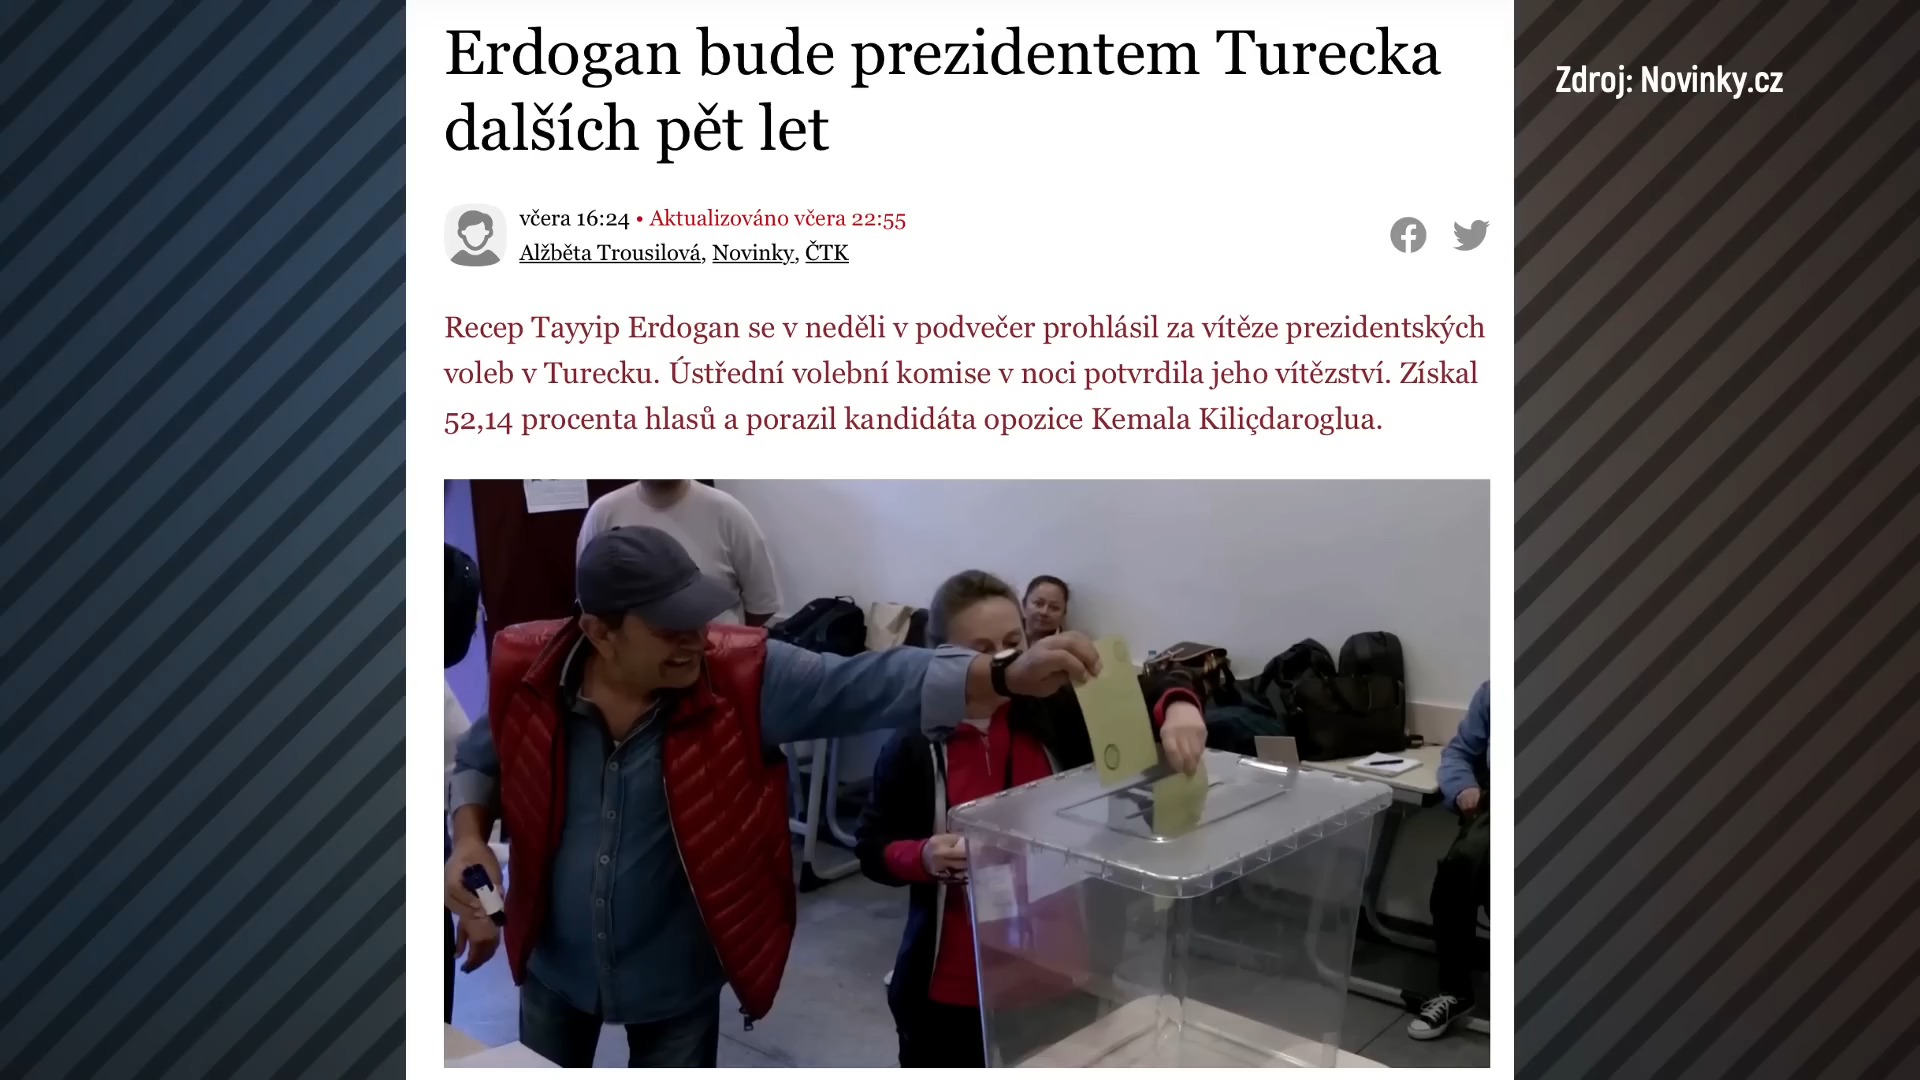 Erdogan bude prezidentem Turecka
dalších pět let
Zdroj: Novinky.cz
včera 16:24 • Aktualizováno včera 22:55
Alžběta Trousilová, Novinky, ČTK
Recep Tayyip Erdogan se v neděli v podvečer prohlásil za vítěze prezidentských
voleb v Turecku. Ústřední volební komise v noci potvrdila jeho vítězství. Získal
52,14 procenta hlasů a porazil kandidáta opozice Kemala Kiliçdaroglua.